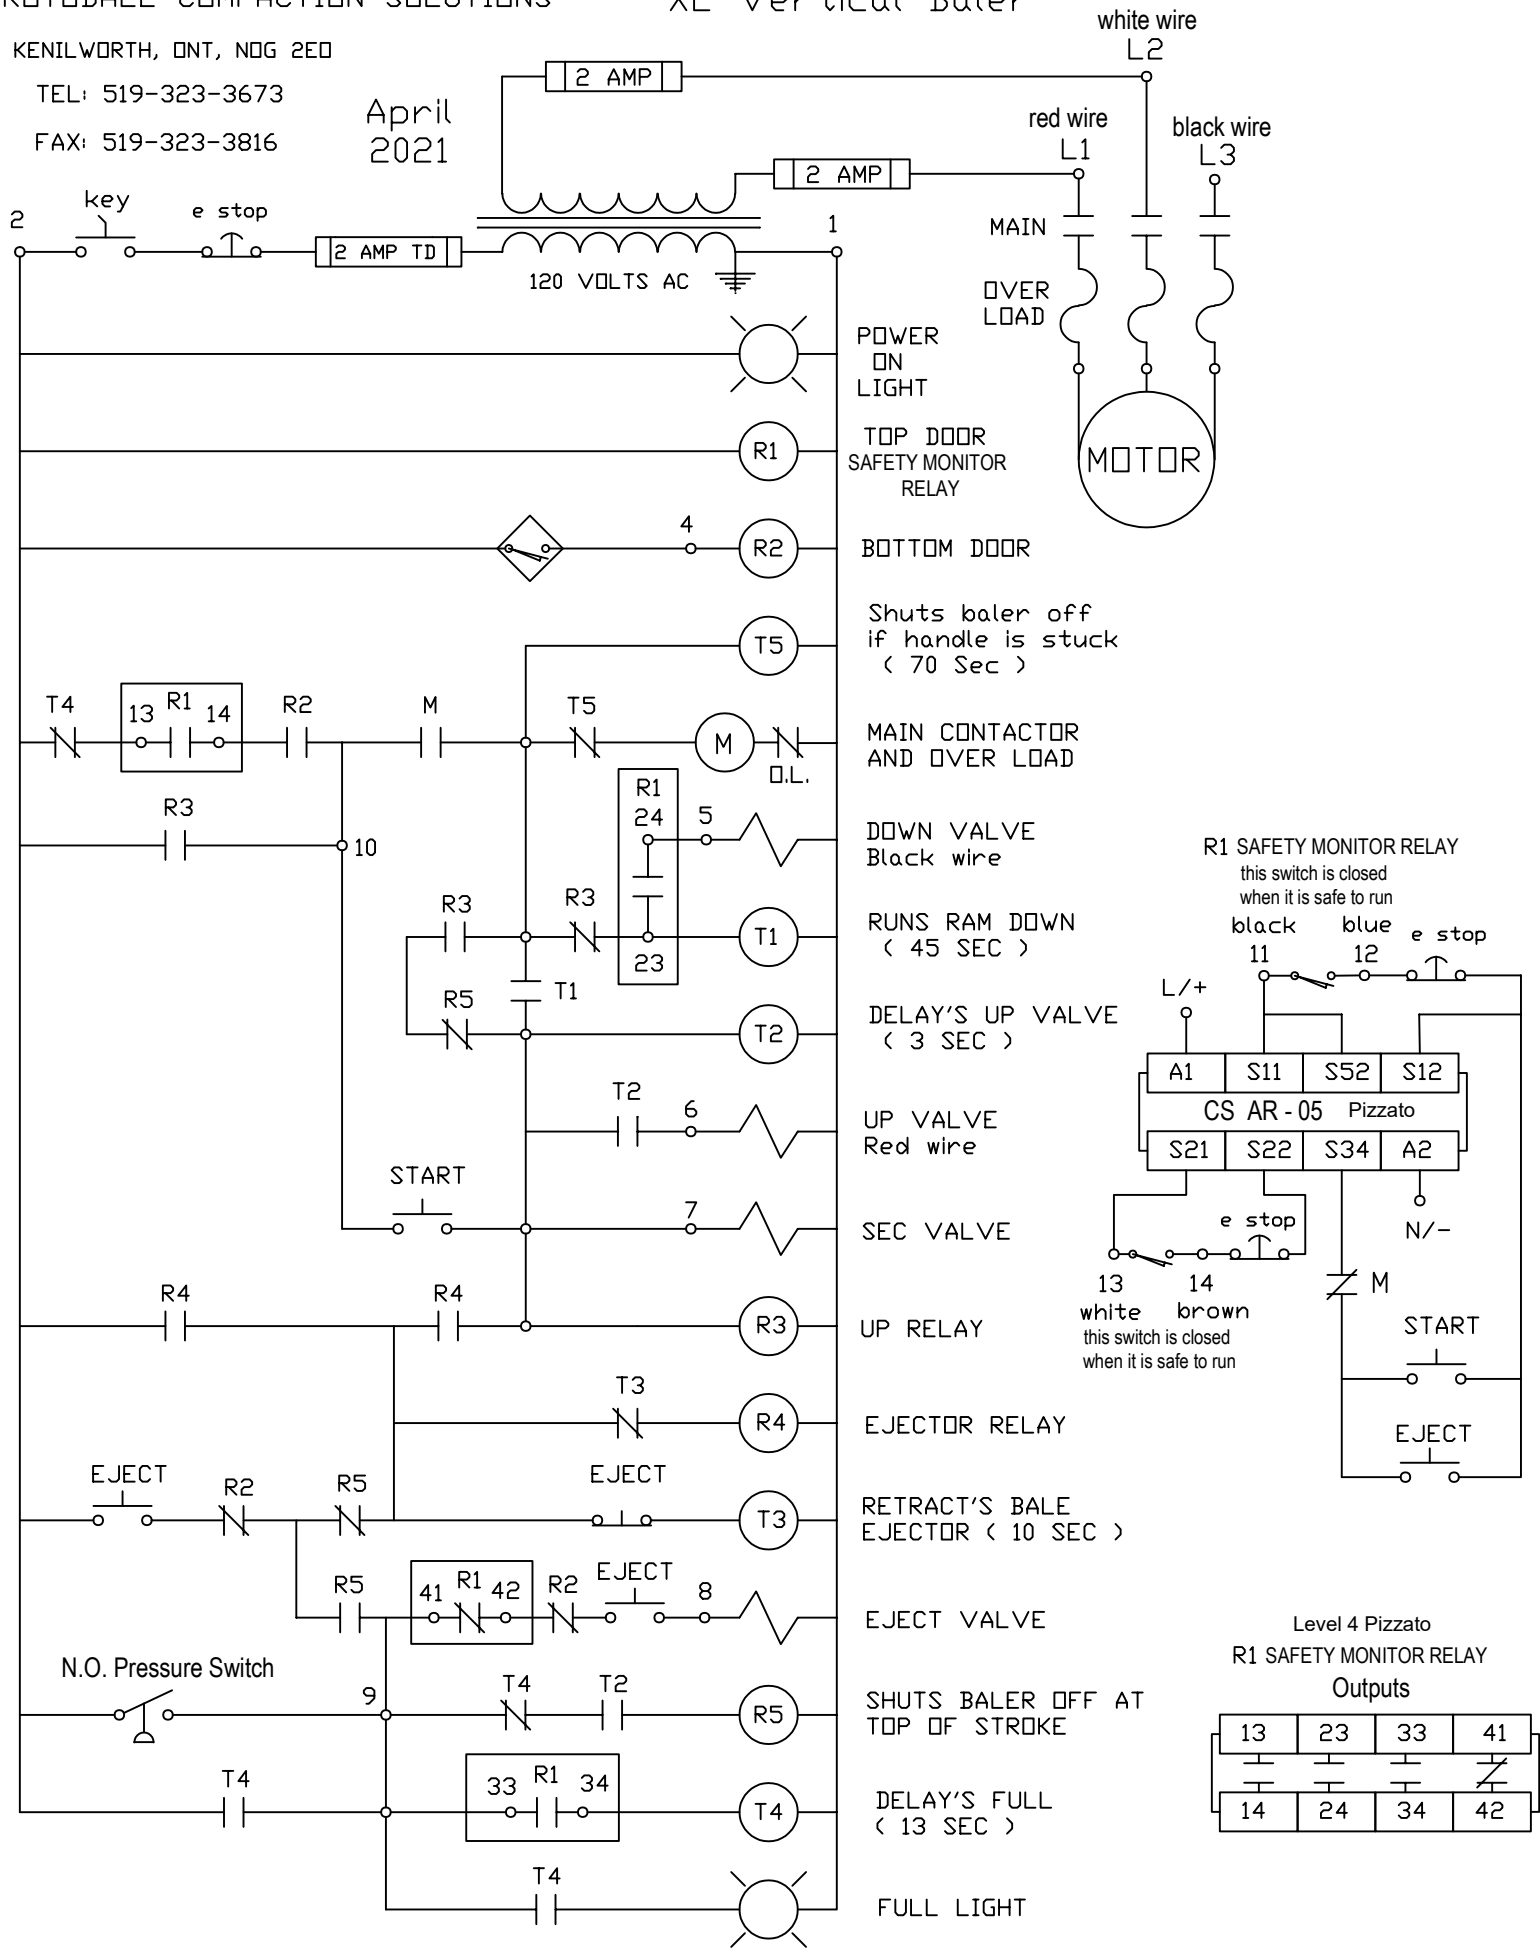 ROTOBALE COMPACTION SOLUTIONS
XL Vertical Baler
KENILWORTH, ONT, NOG 2E0
TEL: 519-323-3673
FAX: 519-323-3816
April
2021
white wire
L2
red wire
L1
black wire
L3
2 AMP
2 AMP
2
key
e stop
2 AMP TD
1
120 VOLTS AC
MAIN
OVER
LOAD
MOTOR
POWER
ON
LIGHT
R1
TOP DOOR
SAFETY MONITOR
RELAY
4
R2
BOTTOM DOOR
T5
Shuts baler off
if handle is stuck
( 70 Sec )
T4
13 R1 14
R2
M
T5
M
O.L.
MAIN CONTACTOR
AND OVER LOAD
R3
10
R1
24
5
DOWN VALVE
Black wire
R3
R3
23
T1
RUNS RAM DOWN
( 45 SEC )
T1
R5
T2
DELAY'S UP VALVE
( 3 SEC )
T2
6
UP VALVE
Red wire
START
7
SEC VALVE
R4
R4
R3
UP RELAY
T3
R4
EJECTOR RELAY
EJECT
R2
R5
EJECT
T3
RETRACT'S BALE
EJECTOR ( 10 SEC )
R5
41 R1 42
R2
EJECT
8
EJECT VALVE
N.O. Pressure Switch
9
T4
T2
R5
SHUTS BALER OFF AT
TOP OF STROKE
T4
33 R1 34
T4
DELAY'S FULL
( 13 SEC )
T4
FULL LIGHT
R1 SAFETY MONITOR RELAY
this switch is closed
when it is safe to run
black
11
blue
12
e stop
L/+
A1 S11 S52 S12
CS AR - 05 Pizzato
S21 S22 S34 A2
e stop
N/-
13
white
14
brown
this switch is closed
when it is safe to run
M
START
EJECT
Level 4 Pizzato
R1 SAFETY MONITOR RELAY
Outputs
13 23 33 41
14 24 34 42